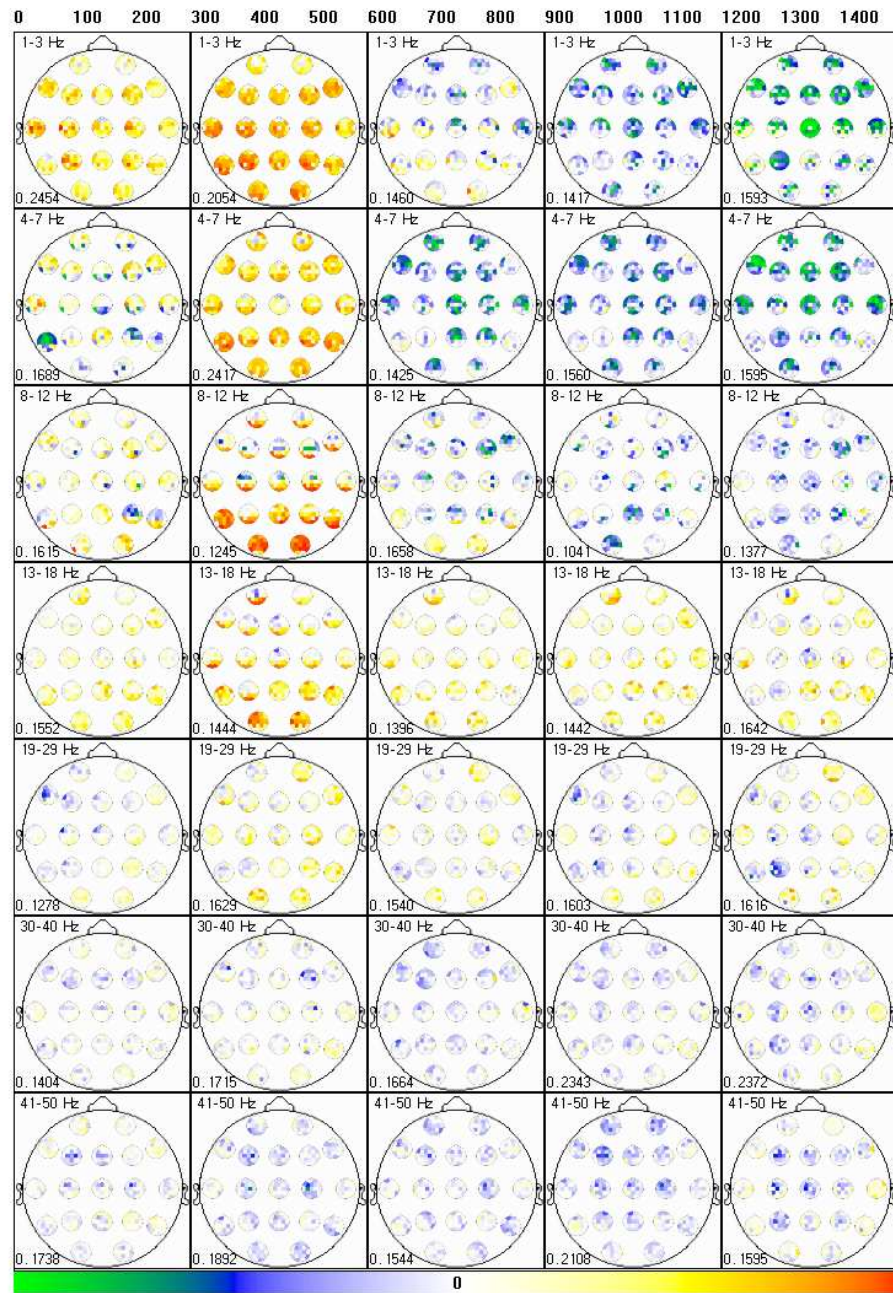 0 100 200 300 400 500 600 700 800 900 1000 1100 1200 1300 1400
1-3 Hz 1-3 Hz 1-3 Hz 1-3 Hz 1-3 Hz
0.2454 0.2054 0.1460 0.1417 0.1593
4-7 Hz 4-7 Hz 4-7 Hz 4-7 Hz 4-7 Hz
0.1689 0.2417 0.1425 0.1560 0.1595
8-12 Hz 8-12 Hz 8-12 Hz 8-12 Hz 8-12 Hz
0.1615 0.1245 0.1658 0.1041 0.1377
13-18 Hz 13-18 Hz 13-18 Hz 13-18 Hz 13-18 Hz
0.1552 0.1444 0.1396 0.1442 0.1642
19-29 Hz 19-29 Hz 19-29 Hz 19-29 Hz 19-29 Hz
0.1278 0.1629 0.1540 0.1603 0.1616
30-40 Hz 30-40 Hz 30-40 Hz 30-40 Hz 30-40 Hz
0.1404 0.1715 0.1664 0.2343 0.2372
41-50 Hz 41-50 Hz 41-50 Hz 41-50 Hz 41-50 Hz
0.1738 0.1892 0.1544 0.2108 0.1595
0